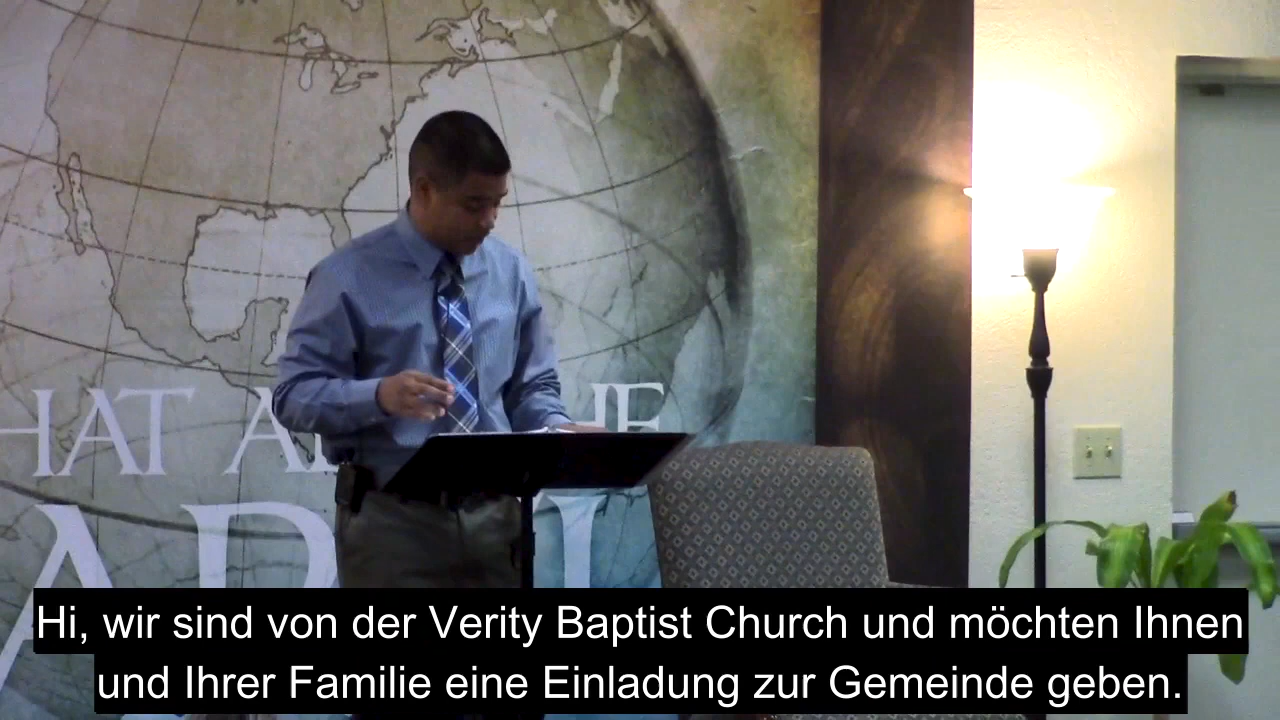 HAT A
Hi, wir sind von der Verity Baptist Church und möchten Ihnen
und Ihrer Familie eine Einladung zur Gemeinde geben.